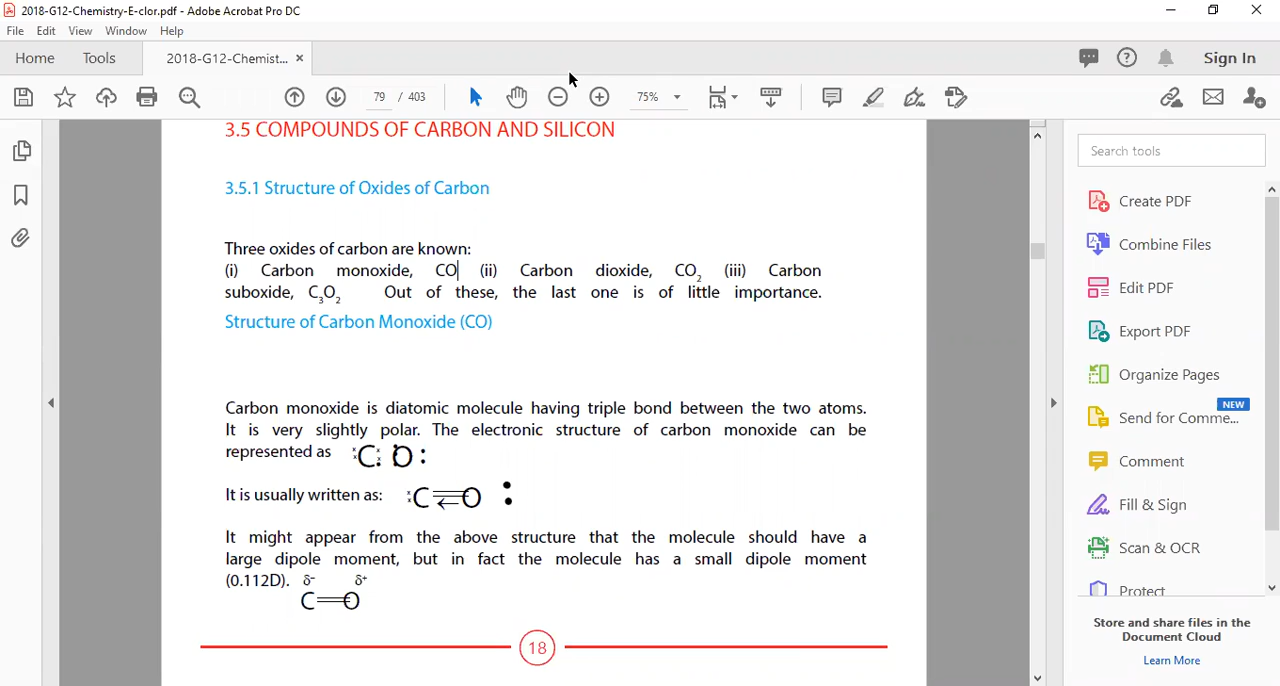 2018-G12-Chemistry-E-clor.pdf - Adobe Acrobat Pro DC
File Edit View Window Help
Home Tools 2018-G12-Chemist... × Sign In
79 / 403 75%
3.5 COMPOUNDS OF CARBON AND SILICON
3.5.1 Structure of Oxides of Carbon
Three oxides of carbon are known:
(i) Carbon monoxide, CO (ii) Carbon dioxide, CO₂ (iii) Carbon
suboxide, C₃O₂ Out of these, the last one is of little importance.
Structure of Carbon Monoxide (CO)
Carbon monoxide is diatomic molecule having triple bond between the two atoms.
It is very slightly polar. The electronic structure of carbon monoxide can be
represented as C O :
It is usually written as: C O :
It might appear from the above structure that the molecule should have a
large dipole moment, but in fact the molecule has a small dipole moment
(0.112D). δ⁻ δ⁺
C═O
18
Search tools
Create PDF
Combine Files
Edit PDF
Export PDF
Organize Pages
NEW
Send for Comme...
Comment
Fill & Sign
Scan & OCR
Protect
Store and share files in the
Document Cloud
Learn More